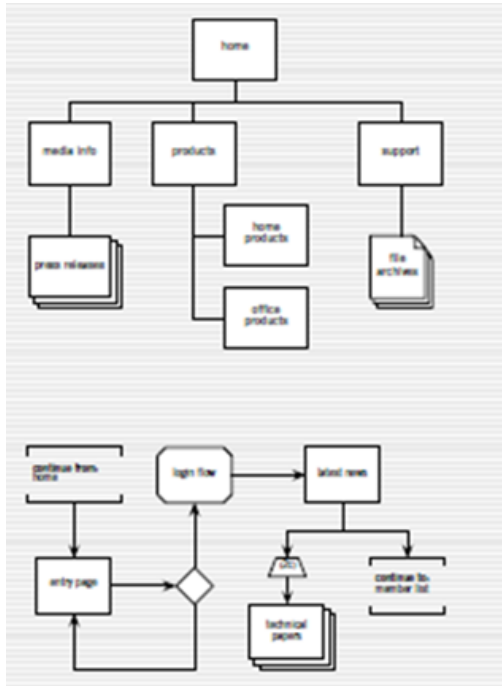 home
media info
products
support
home
products
office
products
press releases
file
archives
continue from-
home
login flow
latest news
entry page
continue to-
member list
technical
papers